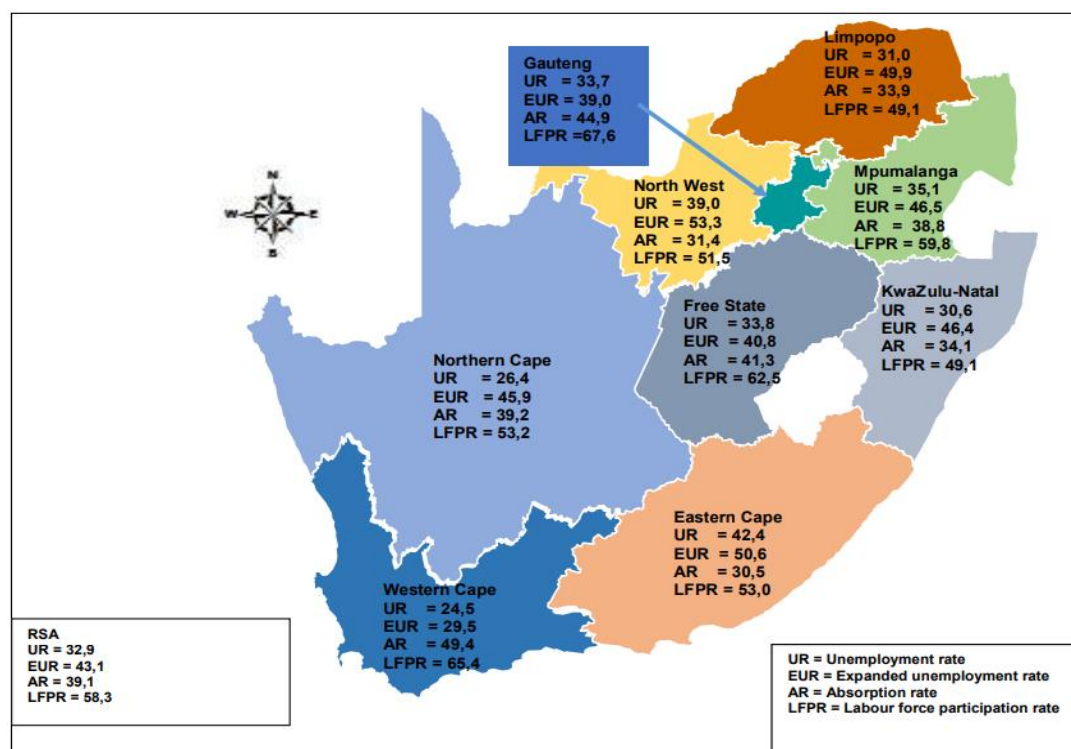 Limpopo
UR = 31,0
EUR = 49,9
AR = 33,9
LFPR = 49,1
Gauteng
UR = 33,7
EUR = 39,0
AR = 44,9
LFPR =67,6
Mpumalanga
UR = 35,1
EUR = 46,5
AR = 38,8
LFPR = 59,8
North West
UR = 39,0
EUR = 53,3
AR = 31,4
LFPR = 51,5
N
W E
S
KwaZulu-Natal
UR = 30,6
EUR = 46,4
AR = 34,1
LFPR = 49,1
Free State
UR = 33,8
EUR = 40,8
AR = 41,3
LFPR = 62,5
Northern Cape
UR = 26,4
EUR = 45,9
AR = 39,2
LFPR = 53,2
Eastern Cape
UR = 42,4
EUR = 50,6
AR = 30,5
LFPR = 53,0
Western Cape
UR = 24,5
EUR = 29,5
AR = 49,4
LFPR = 65,4
RSA
UR = 32,9
EUR = 43,1
AR = 39,1
LFPR = 58,3
UR = Unemployment rate
EUR = Expanded unemployment rate
AR = Absorption rate
LFPR = Labour force participation rate